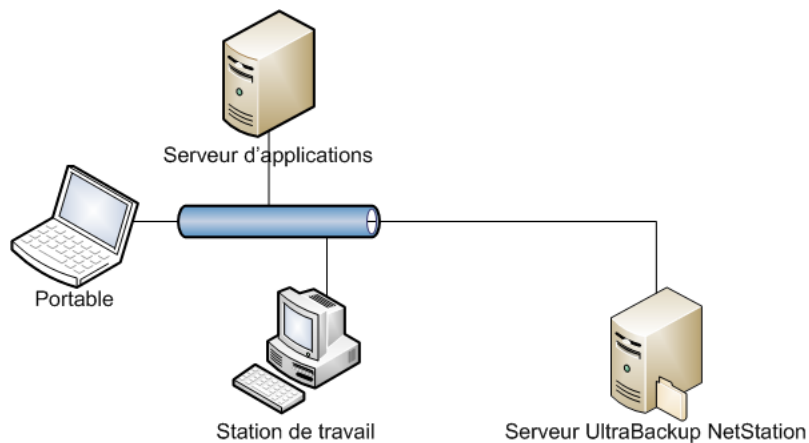 Serveur d'applications
Portable
Station de travail
Serveur UltraBackup NetStation